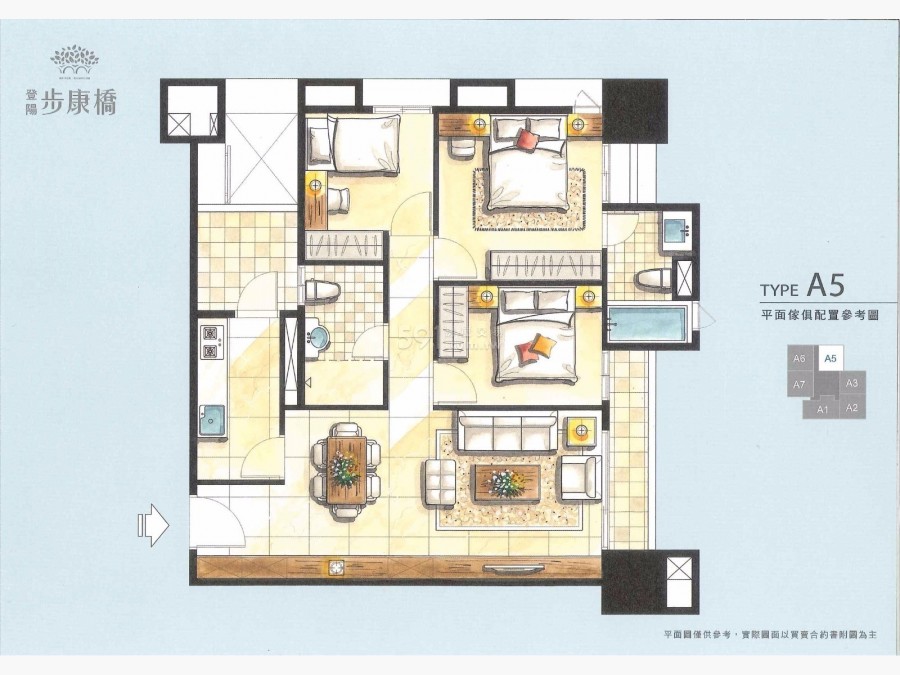 登陽 步康橋
TYPE A5
平面傢俱配置參考圖
A6 A5
A7 A3
A1 A2
591
平面圖僅供參考，實際圖面以買賣合約書附圖為主